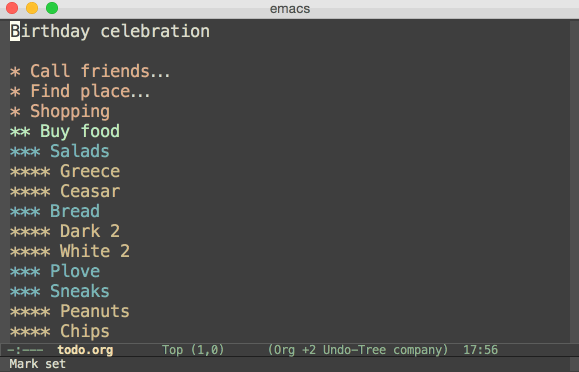 emacs
Birthday celebration
* Call friends...
* Find place...
* Shopping
** Buy food
*** Salads
**** Greece
**** Ceasar
*** Bread
**** Dark 2
**** White 2
*** Plove
*** Sneaks
**** Peanuts
**** Chips
-:--- todo.org Top (1,0) (Org +2 Undo-Tree company) 17:56
Mark set